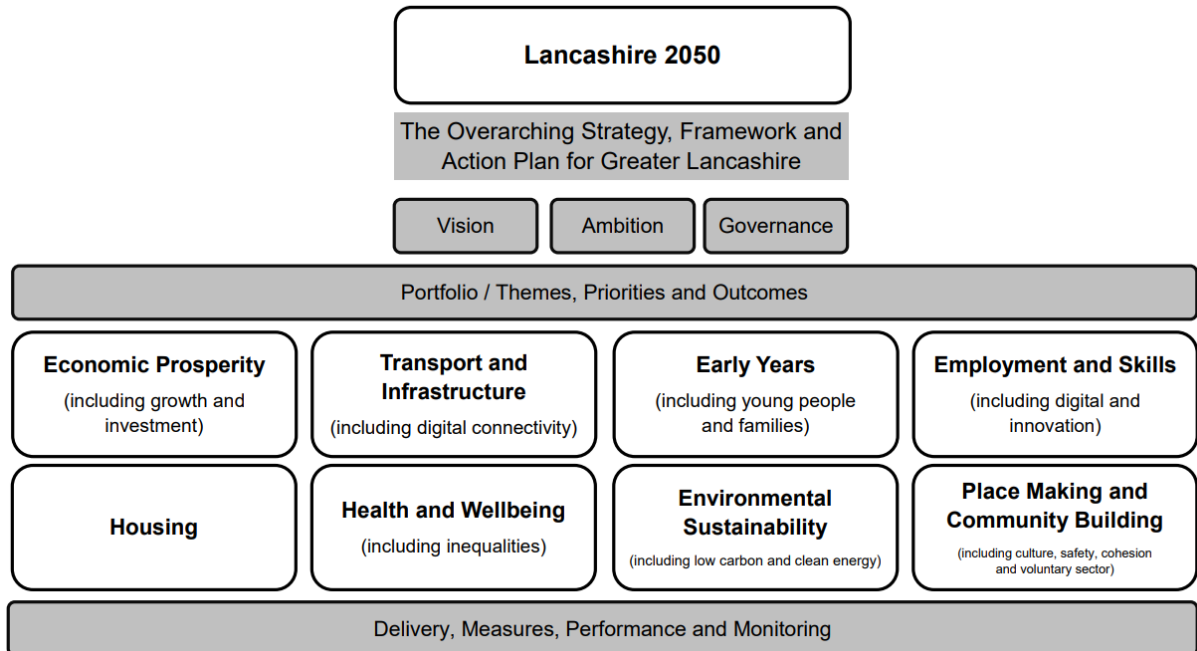 Lancashire 2050
The Overarching Strategy, Framework and
Action Plan for Greater Lancashire
Vision
Ambition
Governance
Portfolio / Themes, Priorities and Outcomes
Economic Prosperity
(including growth and
investment)
Transport and
Infrastructure
(including digital connectivity)
Early Years
(including young people
and families)
Employment and Skills
(including digital and
innovation)
Housing
Health and Wellbeing
(including inequalities)
Environmental
Sustainability
(including low carbon and clean energy)
Place Making and
Community Building
(including culture, safety, cohesion
and voluntary sector)
Delivery, Measures, Performance and Monitoring